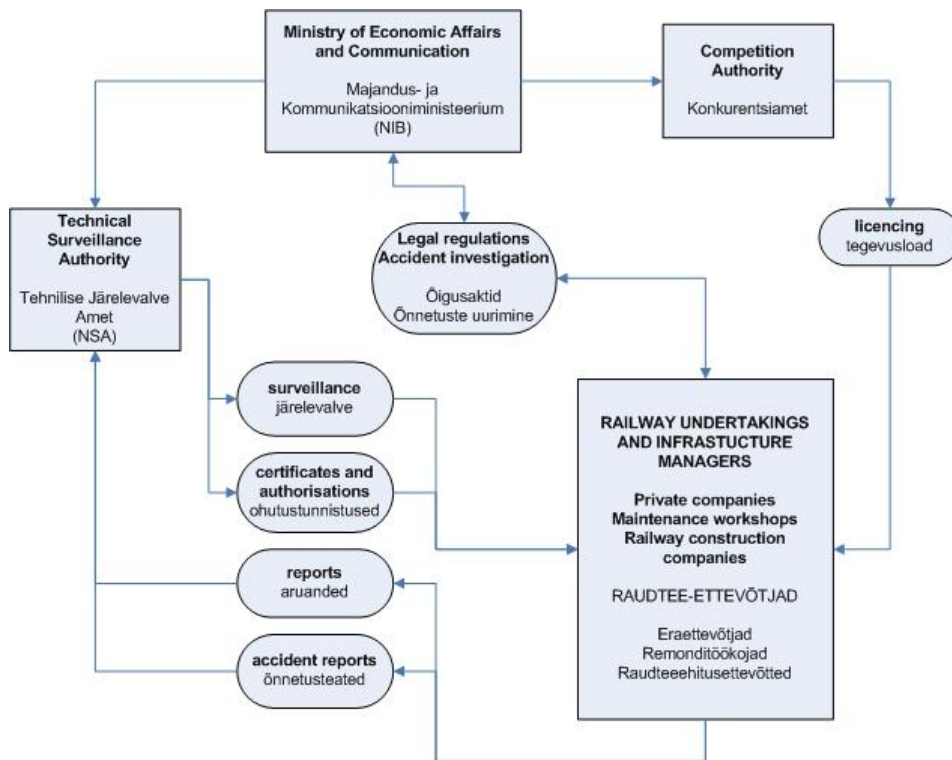 Ministry of Economic Affairs
and Communication
Majandus- ja
Kommunikatsiooniministeerium
(NIB)
Competition
Authority
Konkurentsiamet
Technical
Surveillance
Authority
Tehnilise Järelevalve
Amet
(NSA)
Legal regulations
Accident investigation
Õigusaktid
Õnnetuste uurimine
licencing
tegevusload
surveillance
järelevalve
certificates and
authorisations
ohutustunnistused
reports
aruanded
accident reports
õnnetusteated
RAILWAY UNDERTAKINGS
AND INFRASTUCTURE
MANAGERS
Private companies
Maintenance workshops
Railway construction
companies
RAUDTEE-ETTEVÕTJAD
Eraettevõtjad
Remonditöökojad
Raudteeehitusettevõtted